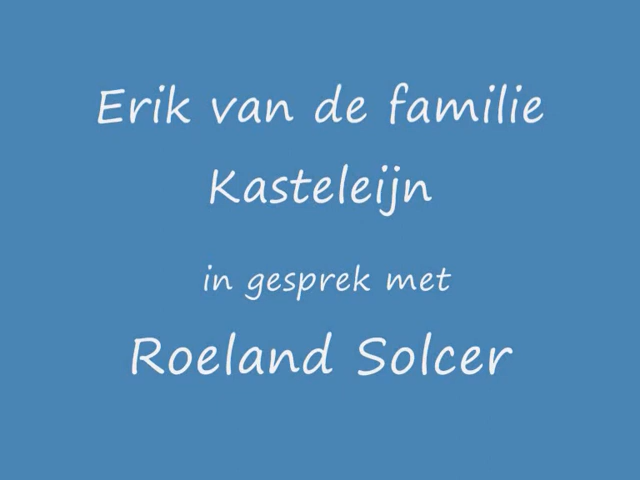 Erik van de familie
Kasteleijn
in gesprek met
Roeland Solcer